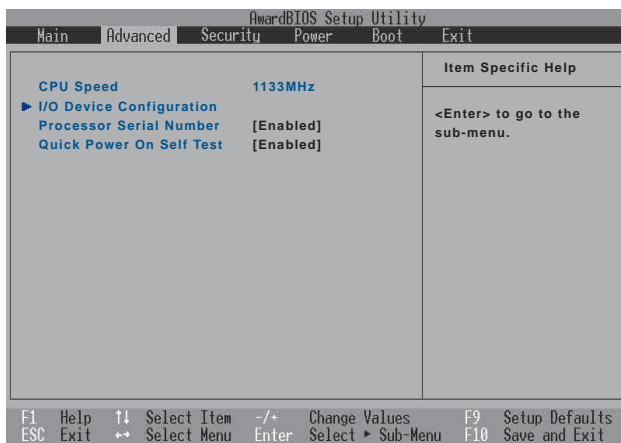 AwardBIOS Setup Utility
Main Advanced Security Power Boot Exit
CPU Speed 1133MHz
I/O Device Configuration
Processor Serial Number [Enabled]
Quick Power On Self Test [Enabled]
Item Specific Help
<Enter> to go to the
sub-menu.
F1 Help ↑↓ Select Item -/+ Change Values F9 Setup Defaults
ESC Exit ←→ Select Menu Enter Select ► Sub-Menu F10 Save and Exit